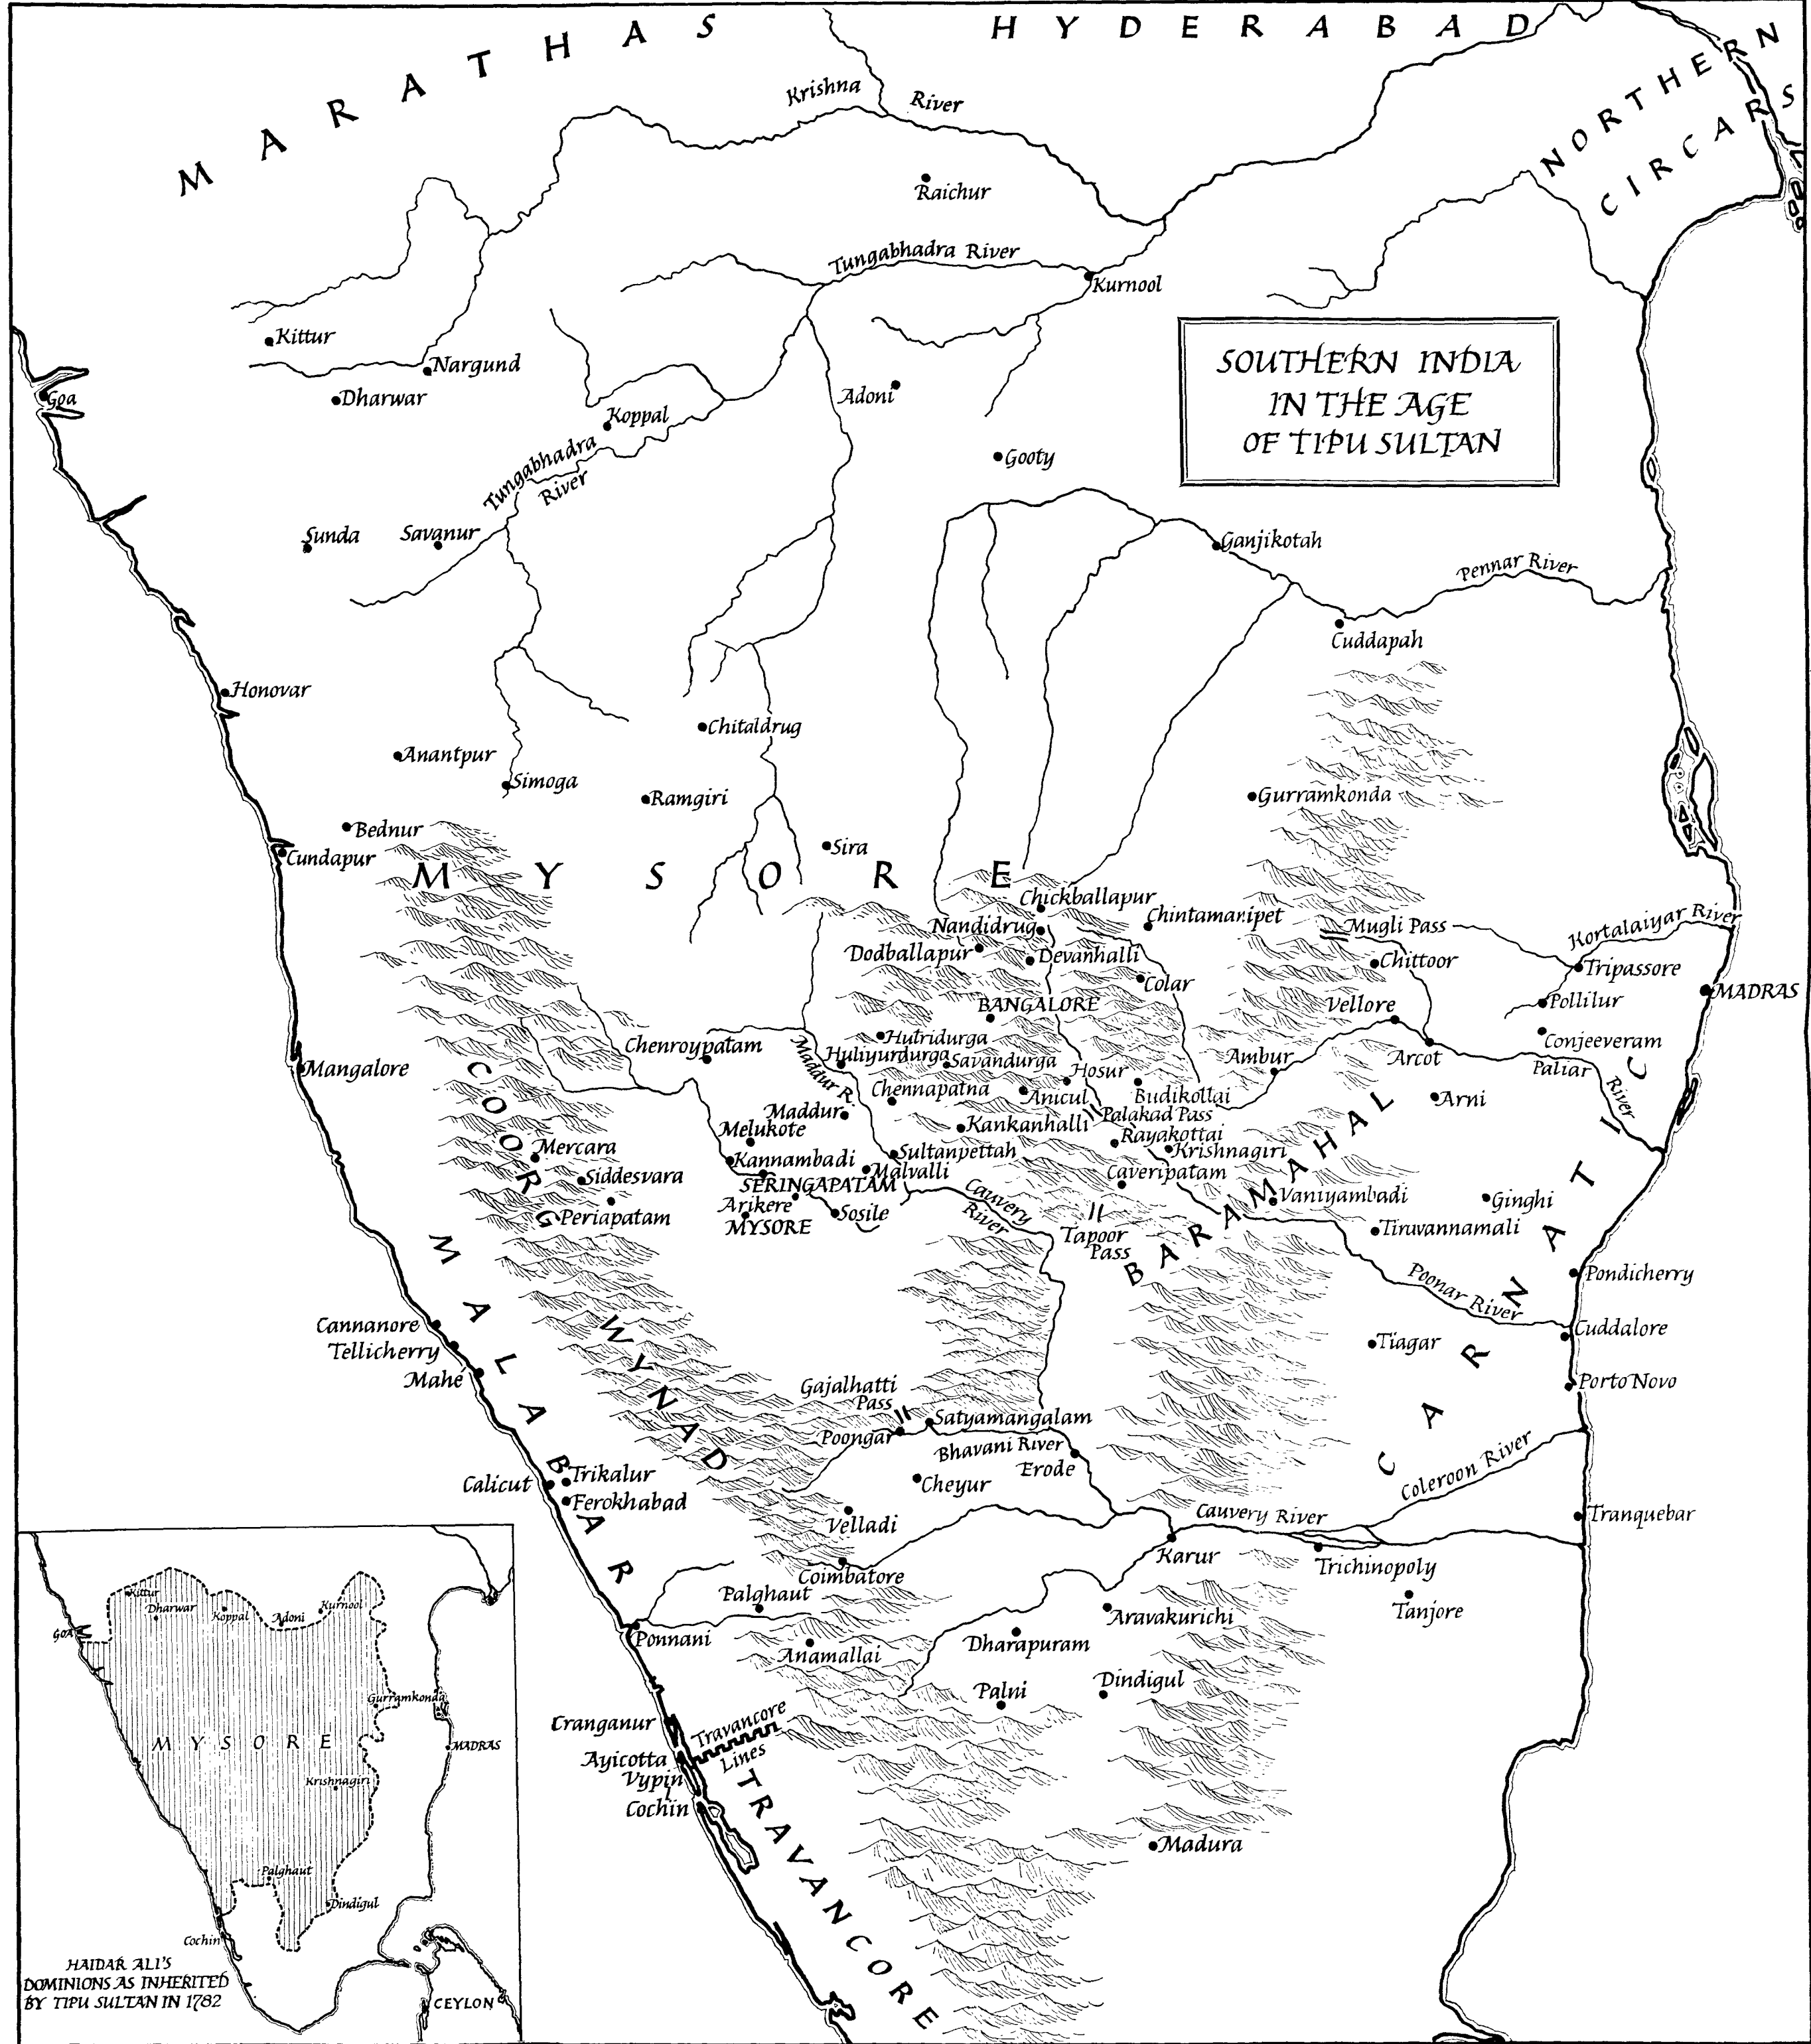 MARATHAS
HYDERABAD
NORTHERN
CIRCARS
Krishna River
Raichur
Tungabhadra River
Kurnool
Kittur
Nargund
Dharwar
Goa
Koppal
Adoni
SOUTHERN INDIA
IN THE AGE
OF TIPU SULTAN
Tungabhadra
River
Gooty
Sunda
Savanur
Ganjikotah
Pennar River
Cuddapah
Honovar
Chitaldrug
Anantpur
Simoga
Ramgiri
Gurramkonda
Bednur
Cundapur
Sira
MYSORE
Chickballapur
Chintamanipet
Nandidrug
Mugli Pass
Kortalaiyar River
Dodballapur
Devanhalli
Chittoor
Tripassore
Colar
BANGALORE
Vellore
Pollilur
MADRAS
Hutridurga
Chenroypatam
Huliyurdurga
Savandurga
Conjeeveram
Mangalore
Maddur R.
Hosur
Ambur
Arcot
Paliar
River
Chennapatna
Anicul
Budikollai
Arni
Maddur
Palakad Pass
Melukote
Kankanhalli
Rayakottai
COORG
Mercara
Kannambadi
Sultanpettah
Krishnagiri
Siddesvara
Malvalli
Caveripatam
SERINGAPATAM
Vaniyambadi
Ginghi
Periapatam
Arikere
Sosile
Cauvery
River
MYSORE
Tapoor
Pass
BARAMAHAL
Tiruvannamali
MALABAR
Poonar River
Pondicherry
CARNATIC
Cannanore
Tellicherry
Mahé
WYNAD
Tiagar
Cuddalore
Porto Novo
Gajalhatti
Pass
Satyamangalam
Poongar
Bhavani River
Erode
Calicut
Trikalur
Cheyur
Coleroon River
Ferokhabad
Velladi
Cauvery River
Tranquebar
Karur
Trichinopoly
Coimbatore
Palghaut
Aravakurichi
Tanjore
Ponnani
Anamallai
Dharapuram
Palni
Dindigul
Cranganur
Travancore
Lines
Ayicotta
Vypin
Cochin
TRAVANCORE
Madura
Kittur
Dharwar
Koppal
Adoni
Kurnool
GOA
Gurramkonda
MYSORE
MADRAS
Krishnagiri
Palghaut
Dindigul
Cochin
HAIDAR ALI'S
DOMINIONS AS INHERITED
BY TIPU SULTAN IN 1782
CEYLON